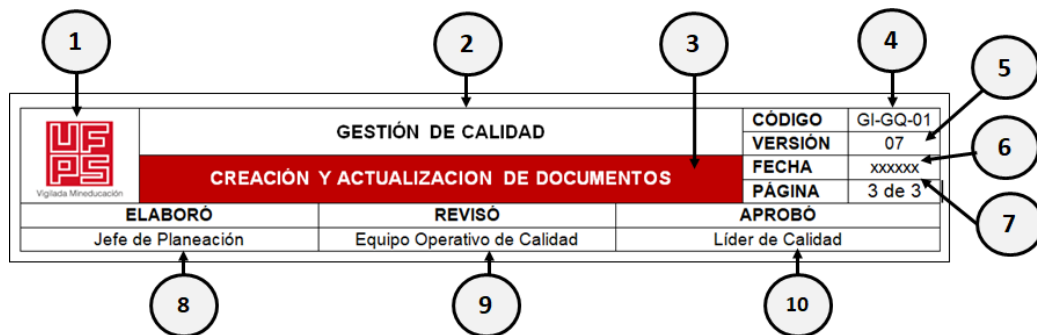 1
2
3
4
5
6
7
UFPS
Vigilada Mineducación
GESTIÓN DE CALIDAD
CREACIÓN Y ACTUALIZACION DE DOCUMENTOS
CÓDIGO GI-GQ-01
VERSIÓN 07
FECHA xxxxxx
PÁGINA 3 de 3
ELABORÓ REVISÓ APROBÓ
Jefe de Planeación Equipo Operativo de Calidad Líder de Calidad
8 9 10